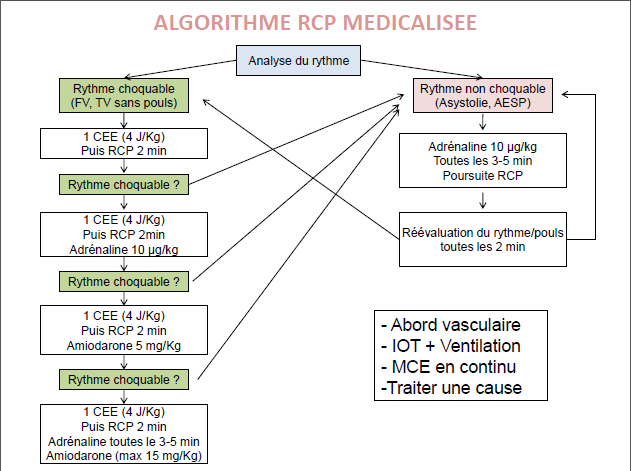 ALGORITHME RCP MEDICALISEE
Analyse du rythme
Rythme choquable
(FV, TV sans pouls)
1 CEE (4 J/Kg)
Puis RCP 2 min
Rythme choquable ?
1 CEE (4 J/Kg)
Puis RCP 2min
Adrénaline 10 µg/kg
Rythme choquable ?
1 CEE (4 J/Kg)
Puis RCP 2 min
Amiodarone 5 mg/Kg
Rythme choquable ?
1 CEE (4 J/Kg)
Puis RCP 2 min
Adrénaline toutes le 3-5 min
Amiodarone (max 15 mg/Kg)
Rythme non choquable
(Asystolie, AESP)
Adrénaline 10 µg/kg
Toutes les 3-5 min
Poursuite RCP
Réévaluation du rythme/pouls
toutes les 2 min
- Abord vasculaire
- IOT + Ventilation
- MCE en continu
-Traiter une cause